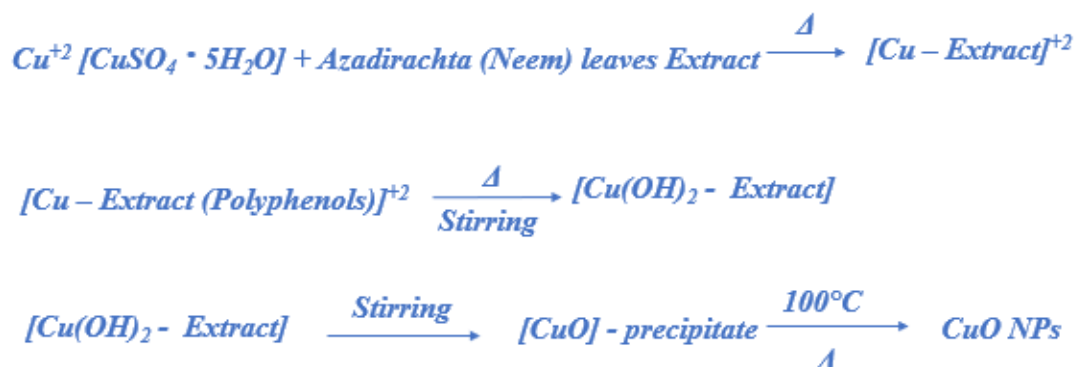 Δ
Cu⁺² [CuSO₄ · 5H₂O] + Azadirachta (Neem) leaves Extract ⟶ [Cu – Extract]⁺²
Δ
[Cu – Extract (Polyphenols)]⁺² ⟶ [Cu(OH)₂ - Extract]
Stirring
Stirring 100°C
[Cu(OH)₂ - Extract] ⟶ [CuO] - precipitate ⟶ CuO NPs
Δ